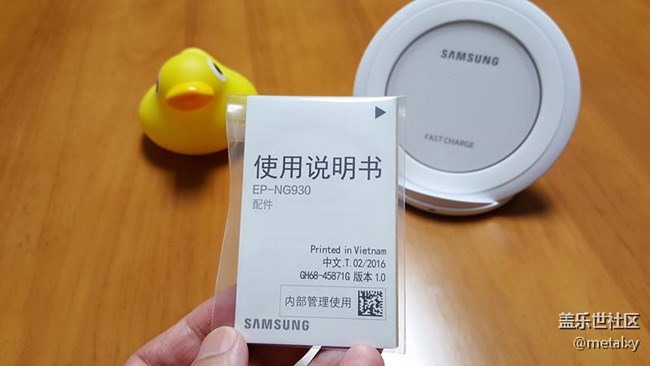 SAMSUNG
FAST CHARGE
使用说明书
EP-NG930
配件
Printed in Vietnam
中文.T. 02/2016
GH68-45871G 版本 1.0
内部管理使用
SAMSUNG
盖乐世社区
@metalxy